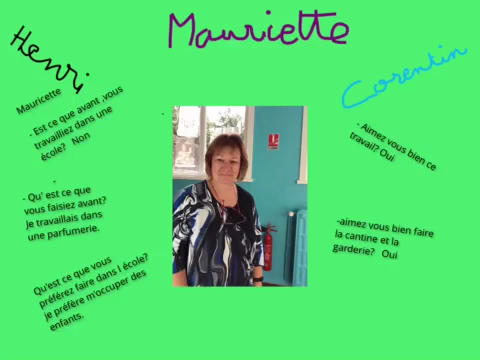 Mauriette
Henri
Mauricette
- Est ce que avant ,vous
travailliez dans une
école? Non
-
- Qu' est ce que
vous faisiez avant?
Je travaillais dans
une parfumerie.
Qu'est ce que vous
préférez faire dans l école?
je préfère m'occuper des
enfants.
Corentin
- Aimez vous bien ce
travail? Oui
-aimez vous bien faire
la cantine et la
garderie? Oui